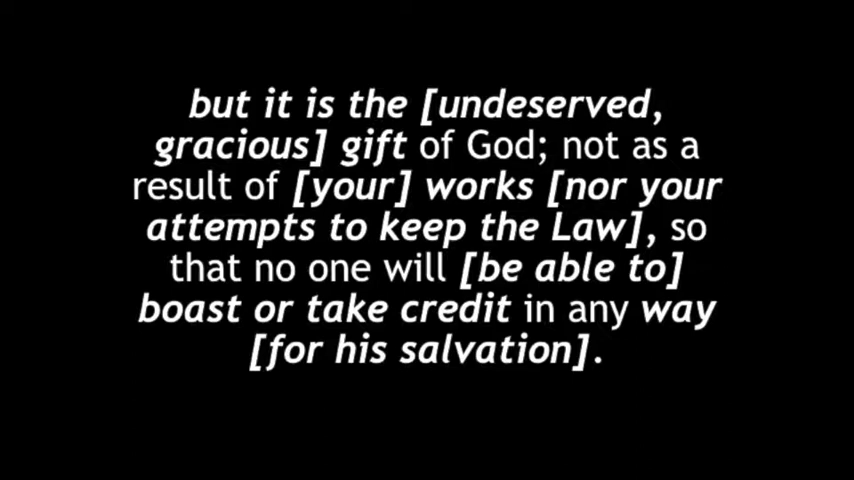 but it is the [undeserved,
gracious] gift of God; not as a
result of [your] works [nor your
attempts to keep the Law], so
that no one will [be able to]
boast or take credit in any way
[for his salvation].